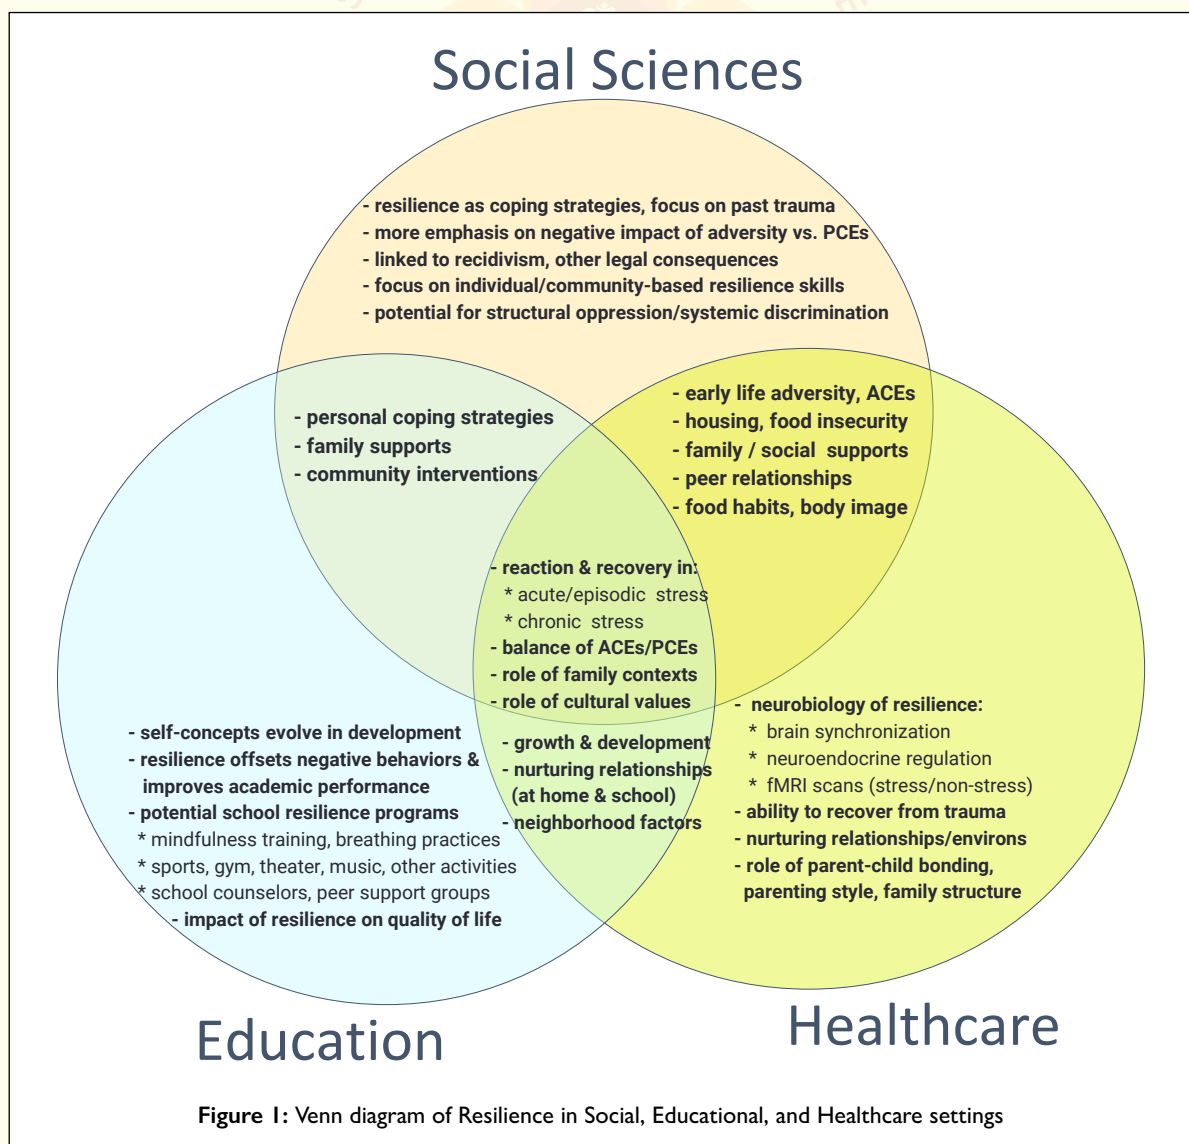 Social Sciences
- resilience as coping strategies, focus on past trauma
- more emphasis on negative impact of adversity vs. PCEs
- linked to recidivism, other legal consequences
- focus on individual/community-based resilience skills
- potential for structural oppression/systemic discrimination
- personal coping strategies
- family supports
- community interventions
- early life adversity, ACEs
- housing, food insecurity
- family / social supports
- peer relationships
- food habits, body image
- reaction & recovery in:
* acute/episodic stress
* chronic stress
- balance of ACEs/PCEs
- role of family contexts
- role of cultural values
- self-concepts evolve in development
- resilience offsets negative behaviors &
improves academic performance
- potential school resilience programs
* mindfulness training, breathing practices
* sports, gym, theater, music, other activities
* school counselors, peer support groups
- impact of resilience on quality of life
- growth & development
- nurturing relationships
(at home & school)
- neighborhood factors
- neurobiology of resilience:
* brain synchronization
* neuroendocrine regulation
* fMRI scans (stress/non-stress)
- ability to recover from trauma
- nurturing relationships/environs
- role of parent-child bonding,
parenting style, family structure
Education
Healthcare
Figure 1: Venn diagram of Resilience in Social, Educational, and Healthcare settings